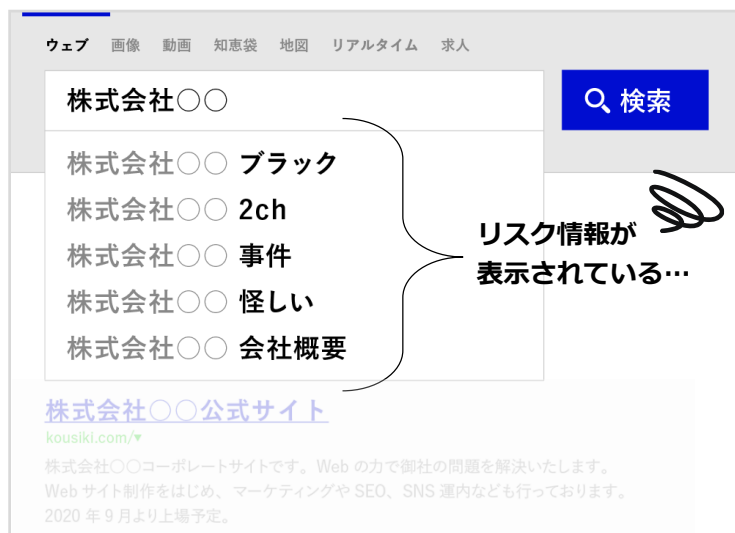 ウェブ 画像 動画 知恵袋 地図 リアルタイム 求人
株式会社○○
検索
株式会社○○ ブラック
株式会社○○ 2ch
株式会社○○ 事件
株式会社○○ 怪しい
株式会社○○ 会社概要
リスク情報が
表示されている…
株式会社○○公式サイト
kousiki.com/▼
株式会社○○コーポレートサイトです。Web の力で御社の問題を解決いたします。
Web サイト制作をはじめ、マーケティングや SEO、SNS 運内なども行っております。
2020 年 9 月より上場予定。